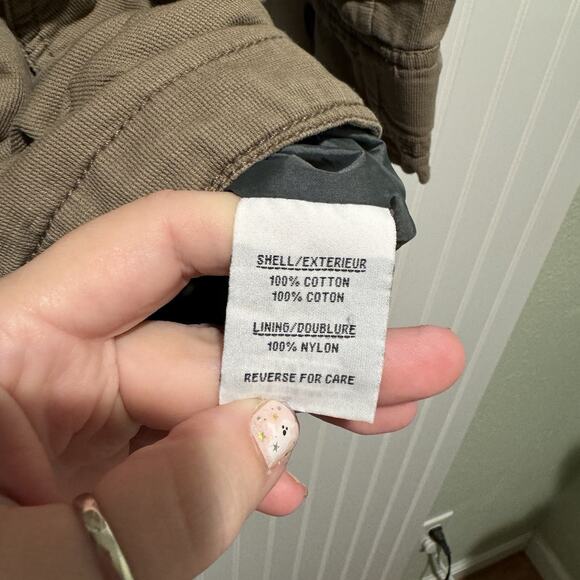 SHELL/EXTERIEUR
100% COTTON
100% COTON
LINING/DOUBLURE
100% NYLON
REVERSE FOR CARE